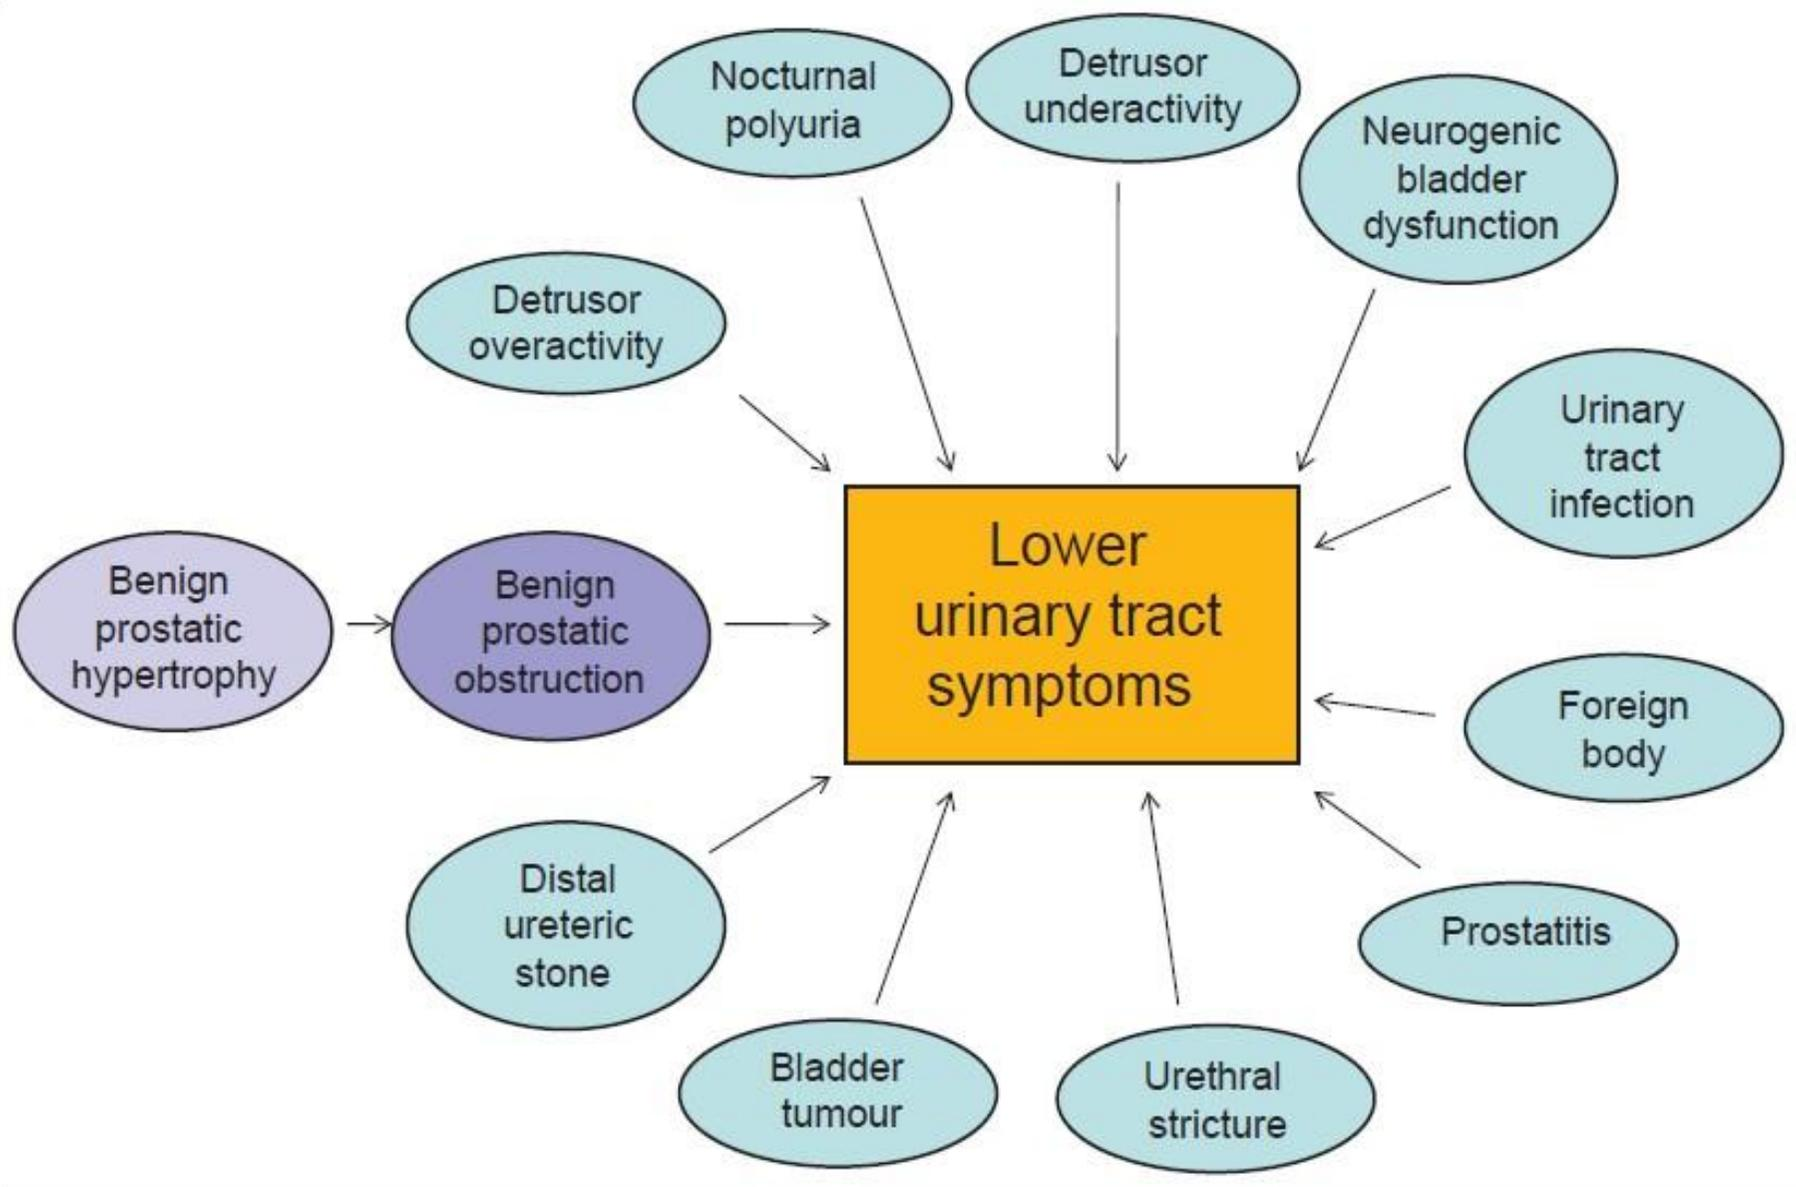 Nocturnal
polyuria
Detrusor
underactivity
Neurogenic
bladder
dysfunction
Detrusor
overactivity
Urinary
tract
infection
Benign
prostatic
hypertrophy
Benign
prostatic
obstruction
Lower
urinary tract
symptoms
Foreign
body
Distal
ureteric
stone
Prostatitis
Bladder
tumour
Urethral
stricture